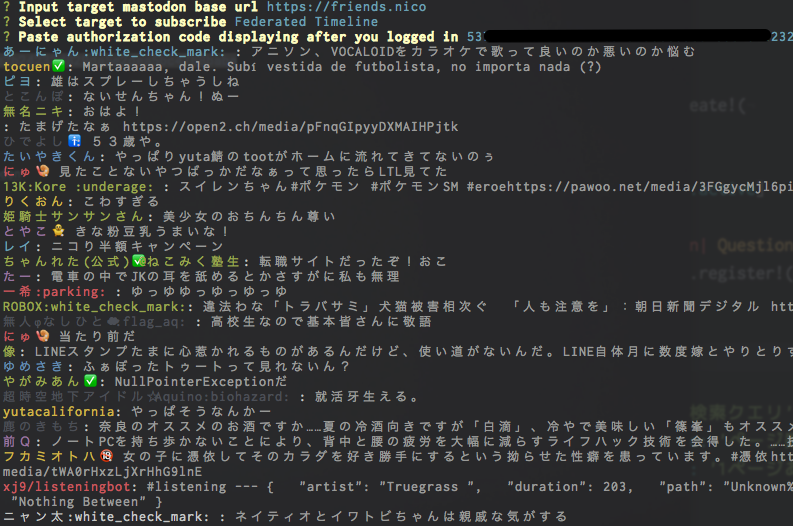 ? Input target mastodon base url https://friends.nico
? Select target to subscribe Federated Timeline
? Paste authorization code displaying after you logged in 53 232
あーにゃん:white_check_mark: : アニソン、VOCALOIDをカラオケで歌って良いのか悪いのか悩む
tocuen✅: Martaaaaaa, dale. Subí vestida de futbolista, no importa nada (?)
ピヨ: 雄はスプレーしちゃうしね
とこんぽ: ないせんちゃん！ぬー
無名ニキ: おはよ！
: たまげたなぁ https://open2.ch/media/pFnqGIpyyDXMAIHPjtk
ひでよしℹ️: ５３歳や。
たいやきくん: やっぱりyuta鯖のtootがホームに流れてきてないのぅ
にゅ🐌: 見たことないやつばっかだなぁって思ったらLTL見てた
13K:Kore :underage: : スイレンちゃん#ポケモン #ポケモンSM #eroehttps://pawoo.net/media/3FGgycMjl6pi
りくおん: こわすぎる
姫騎士サンサンさん: 美少女のおちんちん尊い
とやこ🐥: きな粉豆乳うまいな！
レイ: ニコり半額キャンペーン
ちゃんれた(公式)✅ねこみく塾生: 転職サイトだったぞ！おこ
たー: 電車の中でJKの耳を舐めるとかさすがに私も無理
一希:parking: : ゆっゆゆっゆっゆっゆ
ROBOX:white_check_mark:: 違法わな「トラバサミ」犬猫被害相次ぐ 「人も注意を」：朝日新聞デジタル htt
無人φなしひと:flag_aq: : 高校生なので基本皆さんに敬語
にゅ🐌: 当たり前だ
像: LINEスタンプたまに心惹かれるものがあるんだけど、使い道がないんだ。LINE自体月に数度嫁とやりとりす
ゆめさき: ふぁぼったトゥートって見れないん？
やがみあん✅: NullPointerExceptionだ
超時空地下アイドル☆Aquino:biohazard: : 就活牙生える。
yutacalifornia: やっぱそうなんかー
鹿のきもち: 奈良のオススメのお酒ですか……夏の冷酒向きですが「白滴」、冷やで美味しい「篠峯」もオススメ
前Ｑ: ノートPCを持ち歩かないことにより、背中と腰の疲労を大幅に減らすライフハック技術を会得した。……技
フカミオトハ🔞: 女の子に憑依してそのカラダを好き勝手にするという拗らせた性癖を患っています。#憑依htt
media/tWA0rHxzLjXrHhG9lnE
xj9/listeningbot: #listening --- { "artist": "Truegrass ", "duration": 203, "path": "Unknown%
"Nothing Between" }
ニャン太:white_check_mark: : ネイティオとイワトビちゃんは親戚な気がする
eate!(
n| Question
.register!(
検索クエリ